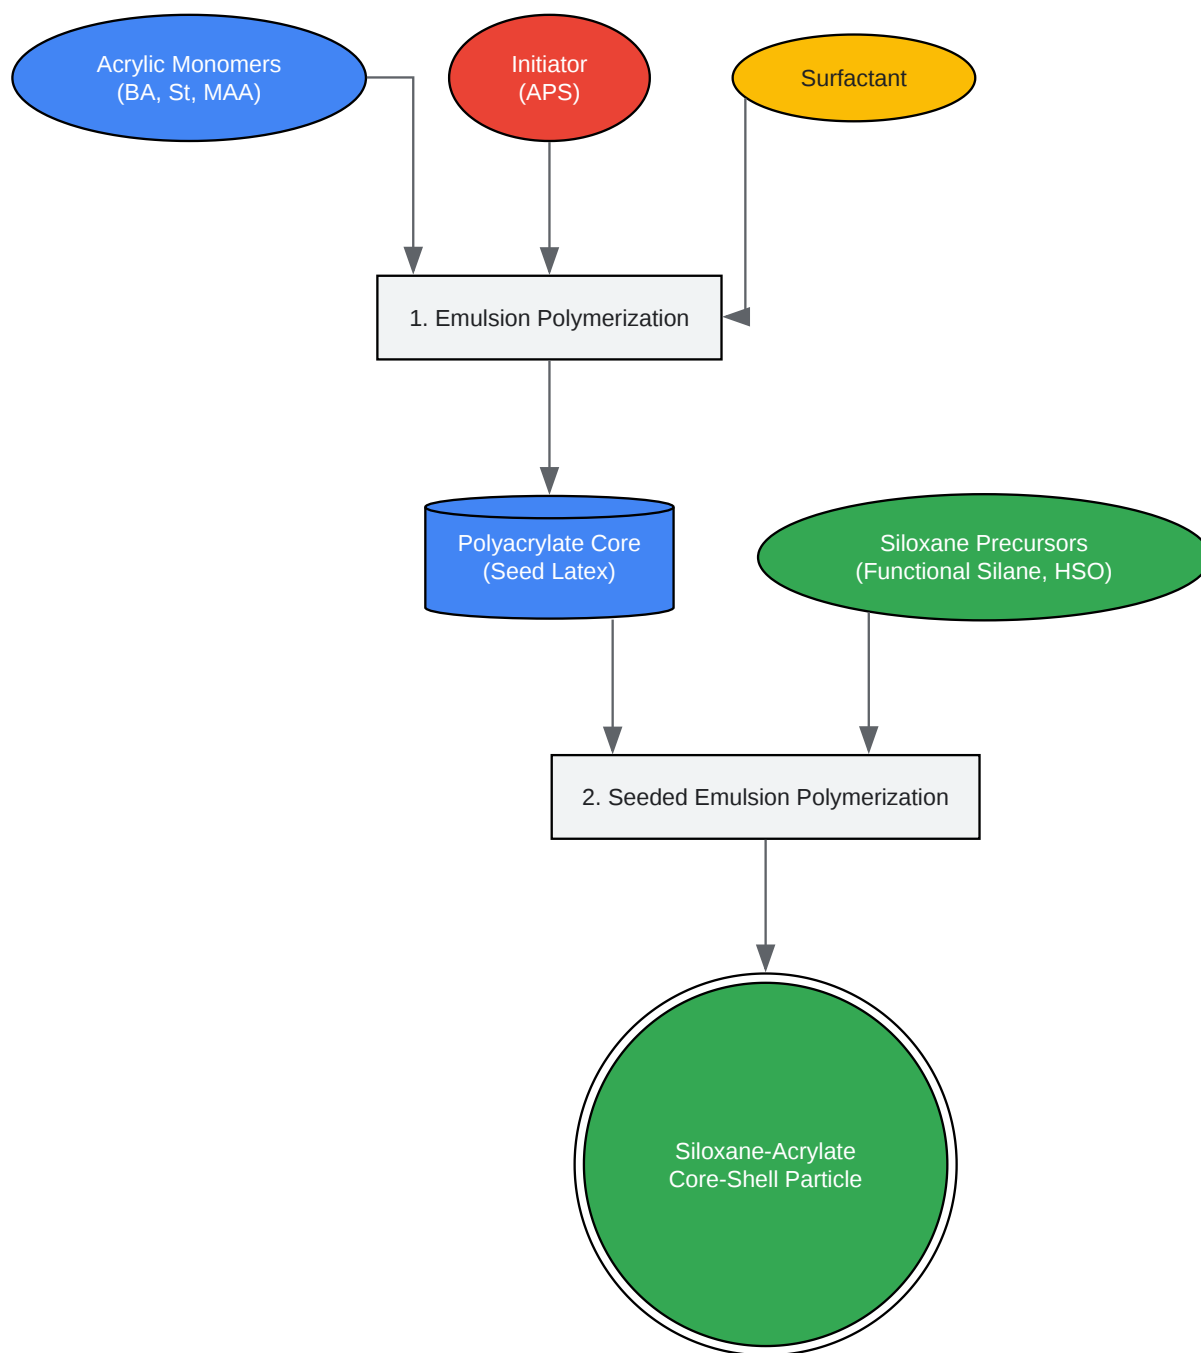 Acrylic Monomers
(BA, St, MAA)
Initiator
(APS)
Surfactant
1. Emulsion Polymerization
Polyacrylate Core
(Seed Latex)
Siloxane Precursors
(Functional Silane, HSO)
2. Seeded Emulsion Polymerization
Siloxane-Acrylate
Core-Shell Particle